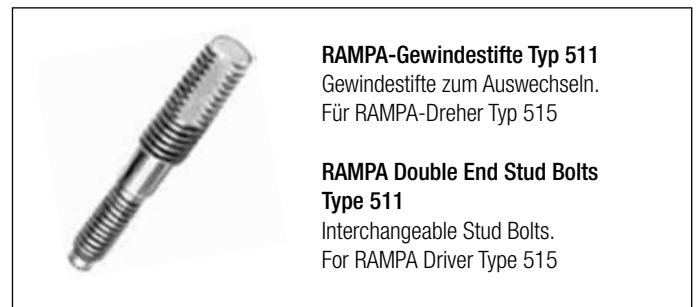 RAMPA-Gewindestifte Typ 511
Gewindestifte zum Auswechseln.
Für RAMPA-Dreher Typ 515
RAMPA Double End Stud Bolts
Type 511
Interchangeable Stud Bolts.
For RAMPA Driver Type 515